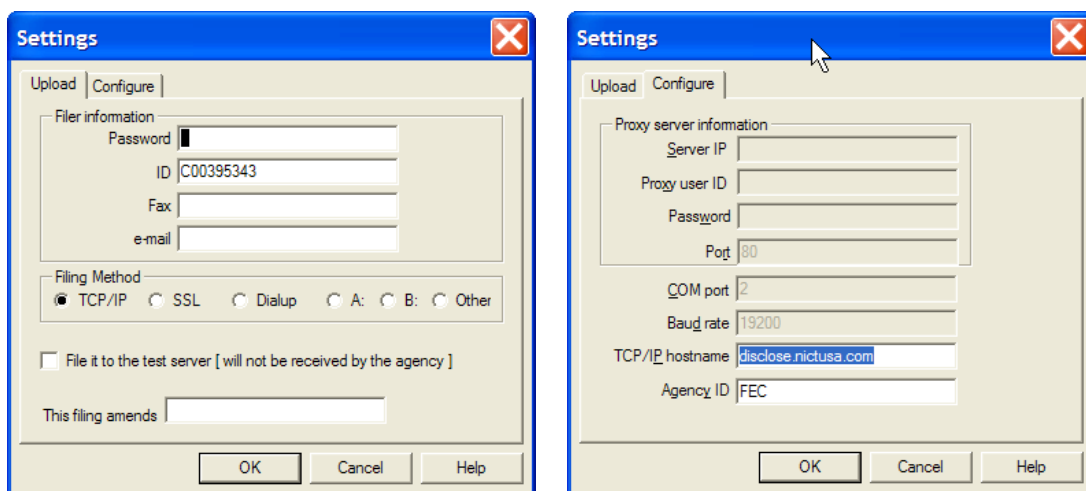 Settings
Upload Configure
Filer information
Password
ID C00395343
Fax
e-mail
Filing Method
TCP/IP SSL Dialup A: B: Other
File it to the test server [ will not be received by the agency ]
This filing amends
OK Cancel Help
Settings
Upload Configure
Proxy server information
Server IP
Proxy user ID
Password
Port 80
COM port 2
Baud rate 19200
TCP/IP hostname disclose.nictusa.com
Agency ID FEC
OK Cancel Help